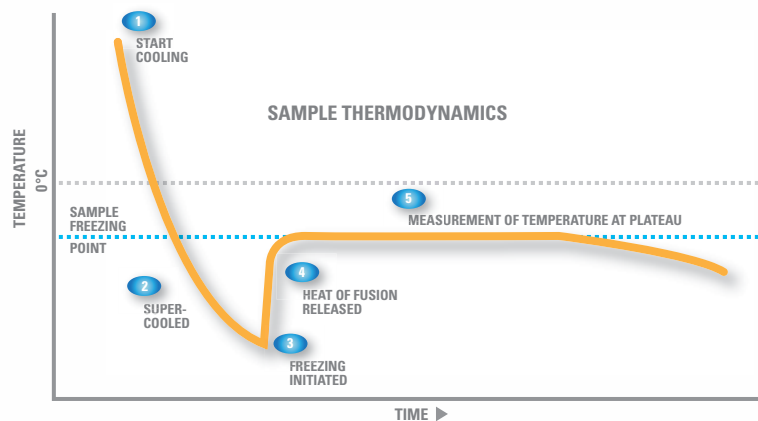 1
START
COOLING
SAMPLE THERMODYNAMICS
TEMPERATURE
0°C
5
SAMPLE
FREEZING
POINT
MEASUREMENT OF TEMPERATURE AT PLATEAU
2
SUPER-
COOLED
4
HEAT OF FUSION
RELEASED
3
FREEZING
INITIATED
TIME ▶